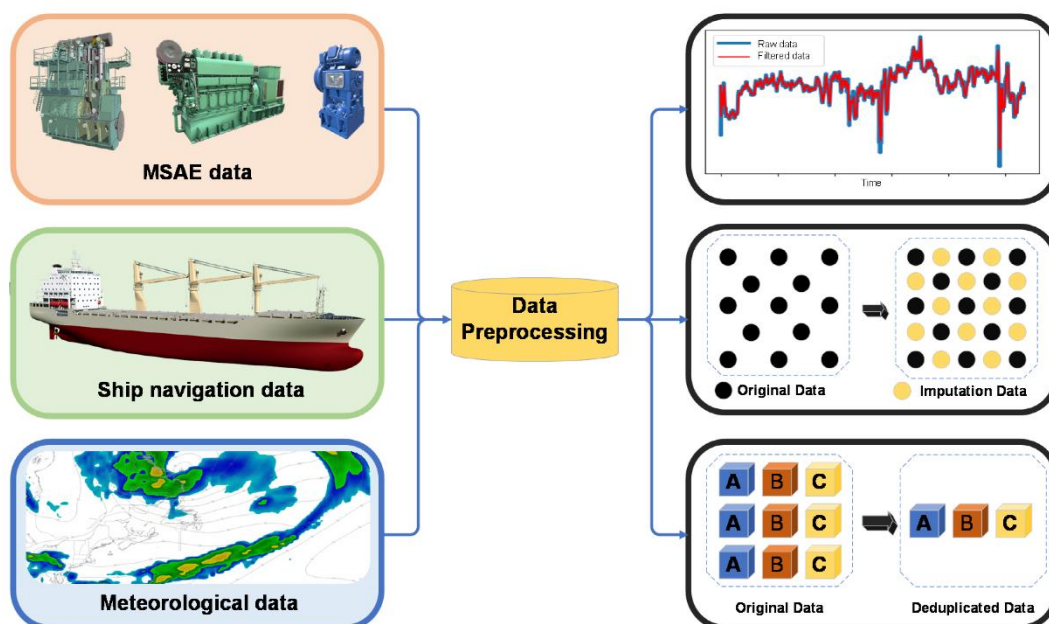 MSAE data
Ship navigation data
Meteorological data
Data
Preprocessing
Raw data
Filtered data
Time
Original Data
Imputation Data
A B C
A B C
A B C
A B C
Original Data
Deduplicated Data